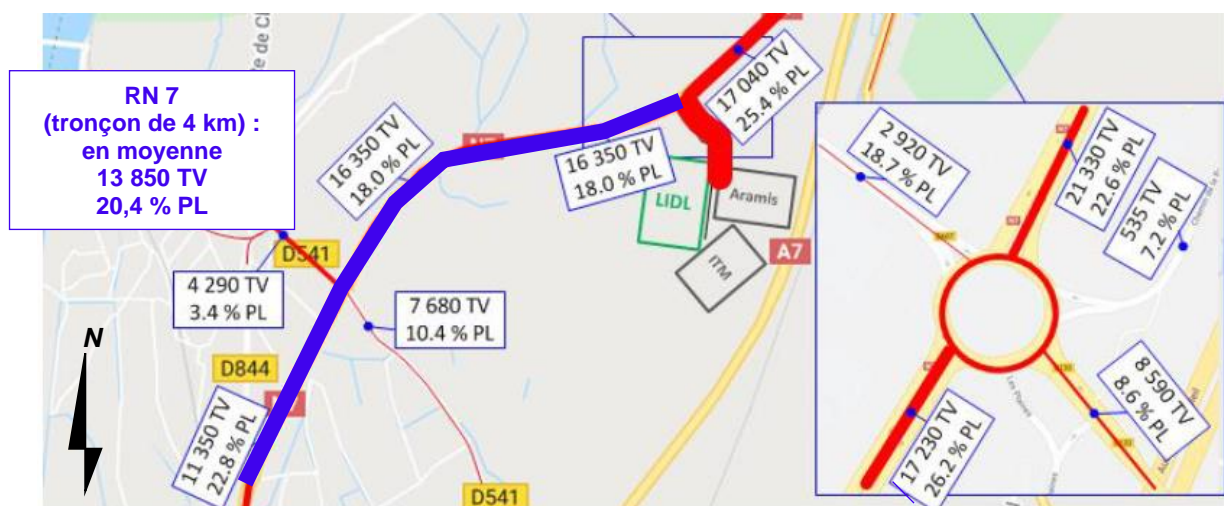 RN 7
(tronçon de 4 km) :
en moyenne
13 850 TV
20,4 % PL
16 350 TV
18.0 % PL
16 350 TV
18.0 % PL
17 040 TV
25.4 % PL
LIDL
Aramis
ITM
A7
D541
4 290 TV
3.4 % PL
7 680 TV
10.4 % PL
N
D844
11 350 TV
22.8 % PL
D541
2 920 TV
18.7 % PL
21 330 TV
22.6 % PL
535 TV
7.2 % PL
Les Plaines
8 590 TV
8.6 % PL
17 230 TV
26.2 % PL